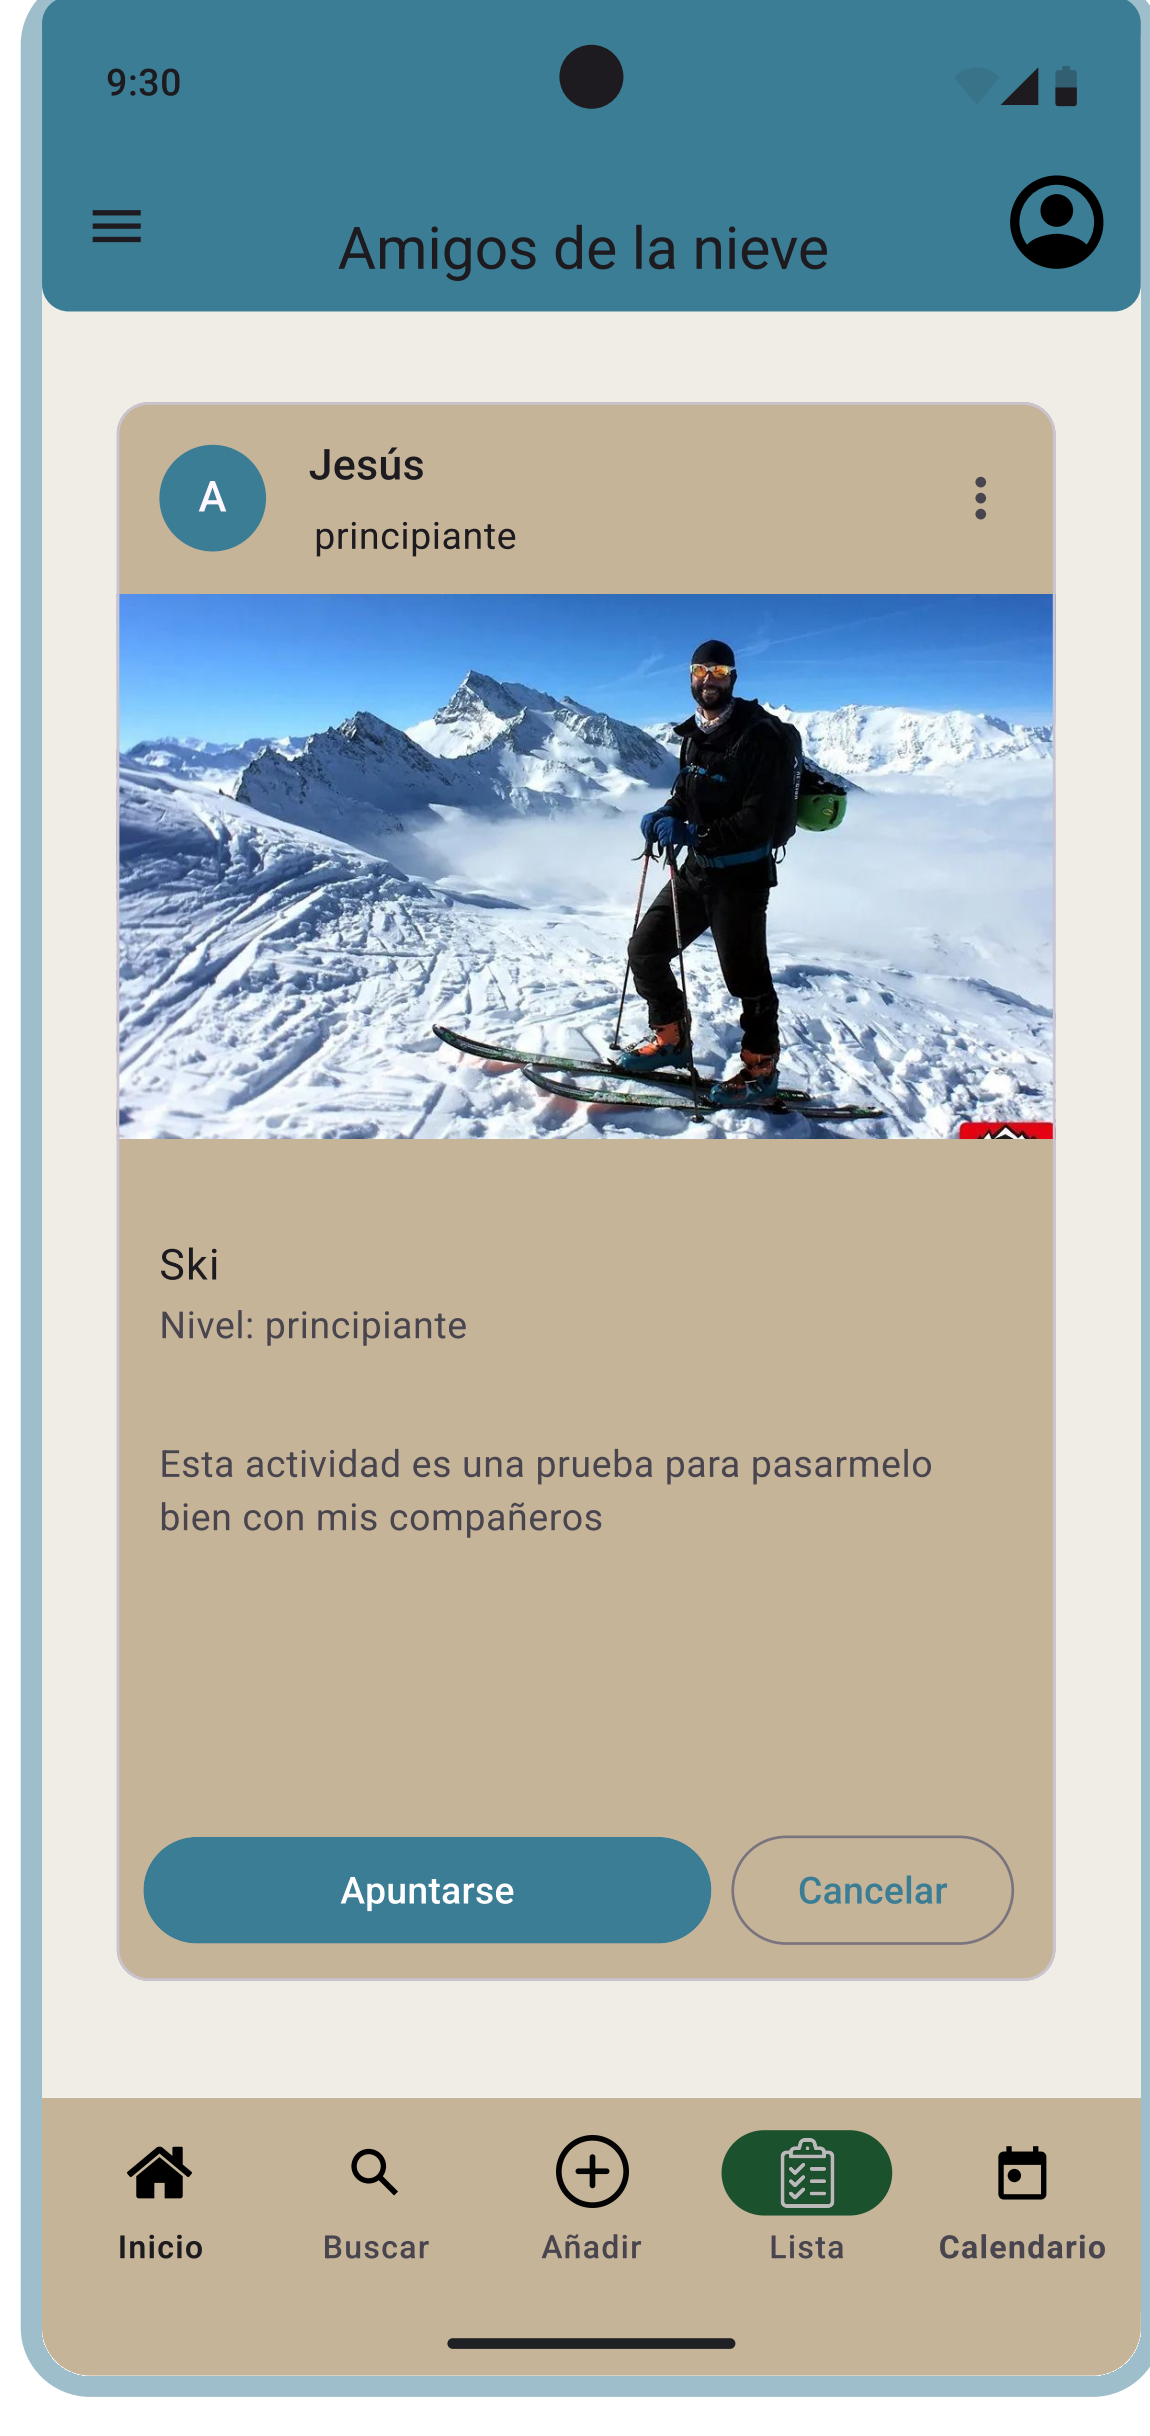 9:30
Amigos de la nieve
A
Jesús
principiante
Ski
Nivel: principiante
Esta actividad es una prueba para pasarmelo
bien con mis compañeros
Apuntarse
Cancelar
Inicio
Buscar
Añadir
Lista
Calendario